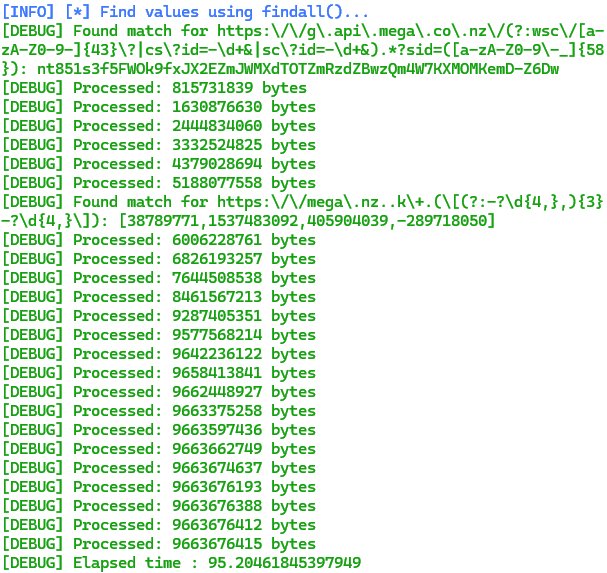 [INFO] [*] Find values using findall()...
[DEBUG] Found match for https:\/\/g\.api\.mega\.co\.nz\/(?:wsc\/[a-
zA-Z0-9-]{43}\?|cs\?id=-\d+&|sc\?id=-\d+&).*?sid=([a-zA-Z0-9\-_]{58
}): nt851s3f5FWOk9fxJX2EZmJWMXdTOTZmRzdZBwzQm4W7KXMOMKemD-Z6Dw
[DEBUG] Processed: 815731839 bytes
[DEBUG] Processed: 1630876630 bytes
[DEBUG] Processed: 2444834060 bytes
[DEBUG] Processed: 3332524825 bytes
[DEBUG] Processed: 4379028694 bytes
[DEBUG] Processed: 5188077558 bytes
[DEBUG] Found match for https:\/\/mega\.nz..k\+.(\[(?:-?\d{4,},){3}
-?\d{4,}\]): [38789771,1537483092,405904039,-289718050]
[DEBUG] Processed: 6006228761 bytes
[DEBUG] Processed: 6826193257 bytes
[DEBUG] Processed: 7644508538 bytes
[DEBUG] Processed: 8461567213 bytes
[DEBUG] Processed: 9287405351 bytes
[DEBUG] Processed: 9577568214 bytes
[DEBUG] Processed: 9642236122 bytes
[DEBUG] Processed: 9658413841 bytes
[DEBUG] Processed: 9662448927 bytes
[DEBUG] Processed: 9663375258 bytes
[DEBUG] Processed: 9663597436 bytes
[DEBUG] Processed: 9663662749 bytes
[DEBUG] Processed: 9663674637 bytes
[DEBUG] Processed: 9663676193 bytes
[DEBUG] Processed: 9663676388 bytes
[DEBUG] Processed: 9663676412 bytes
[DEBUG] Processed: 9663676415 bytes
[DEBUG] Elapsed time : 95.20461845397949